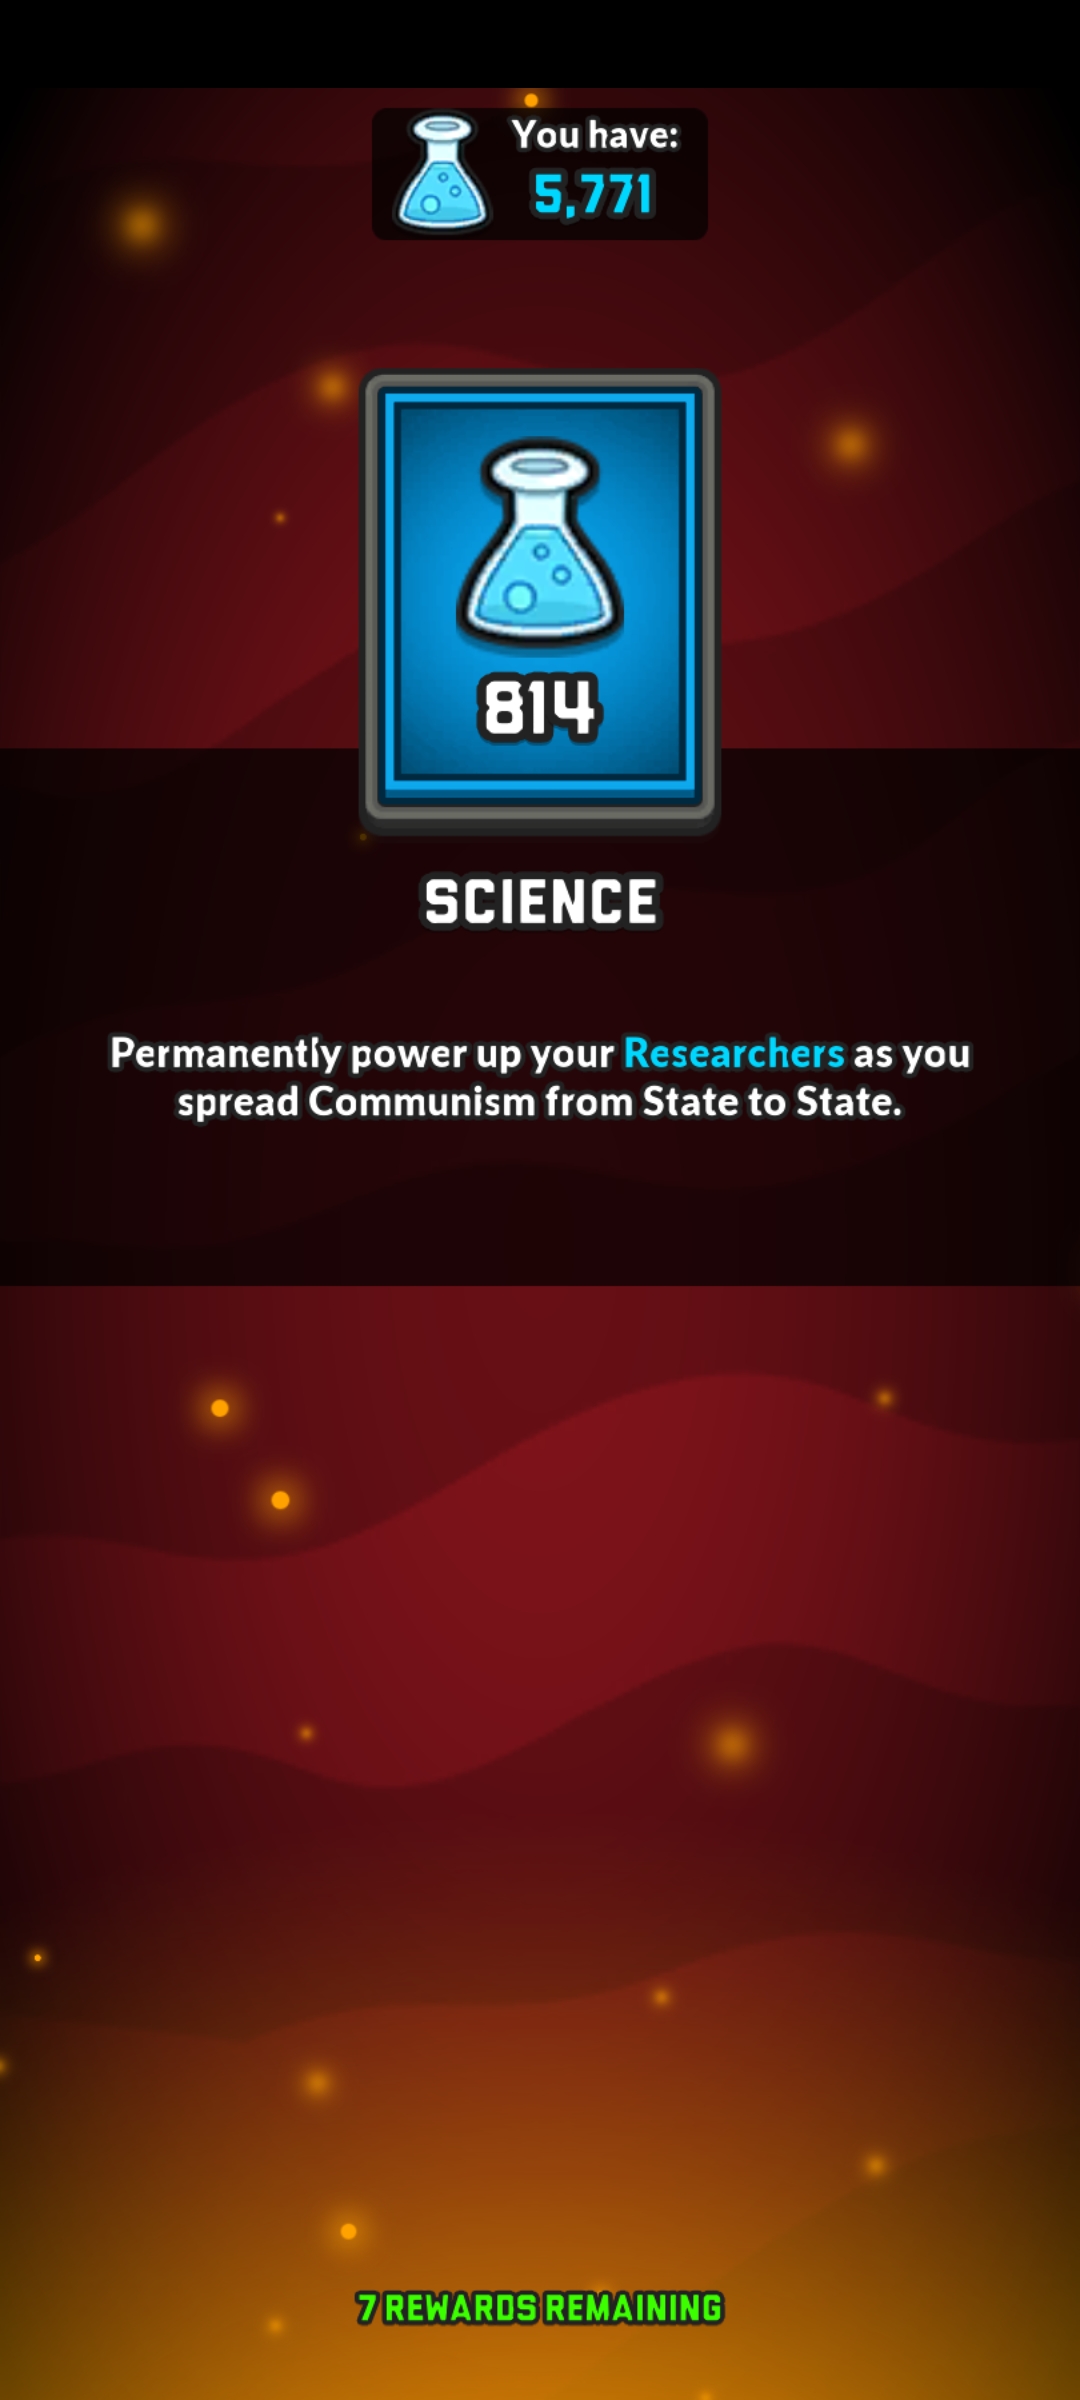 You have:
5,771
814
SCIENCE
Permanently power up your Researchers as you
spread Communism from State to State.
7 REWARDS REMAINING